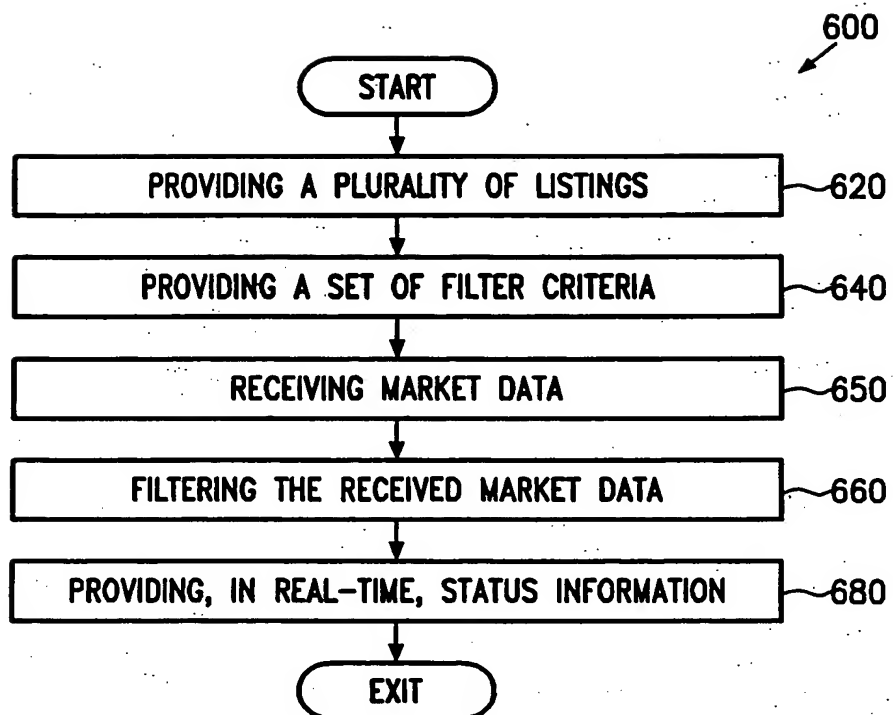 600
START
PROVIDING A PLURALITY OF LISTINGS 620
PROVIDING A SET OF FILTER CRITERIA 640
RECEIVING MARKET DATA 650
FILTERING THE RECEIVED MARKET DATA 660
PROVIDING, IN REAL-TIME, STATUS INFORMATION 680
EXIT